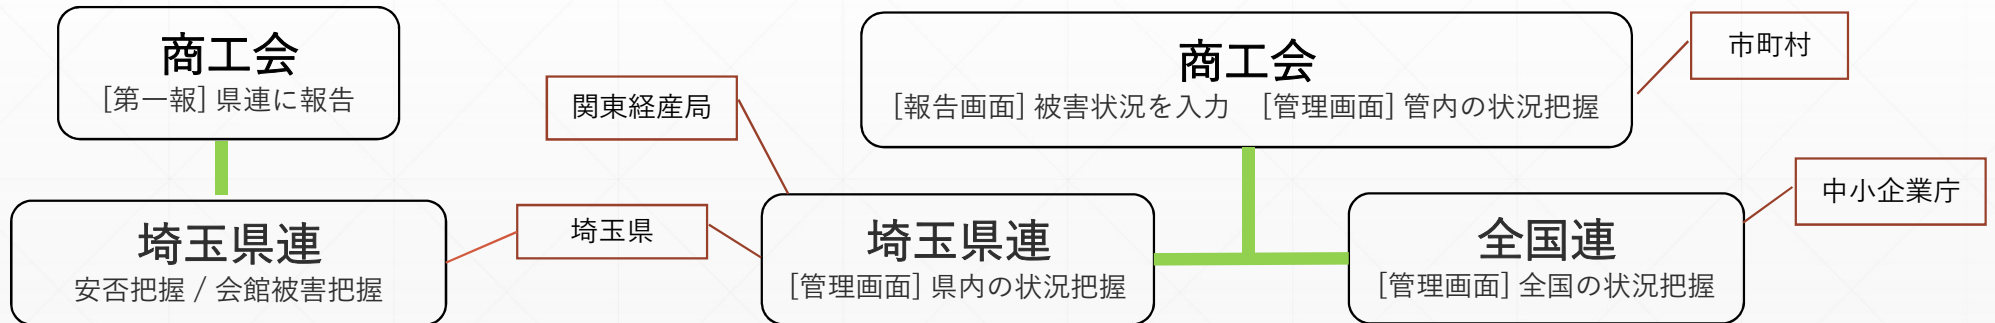 商工会
[第一報] 県連に報告
埼玉県連
安否把握 / 会館被害把握
関東経産局
埼玉県
商工会
[報告画面] 被害状況を入力　[管理画面] 管内の状況把握
市町村
埼玉県連
[管理画面] 県内の状況把握
全国連
[管理画面] 全国の状況把握
中小企業庁